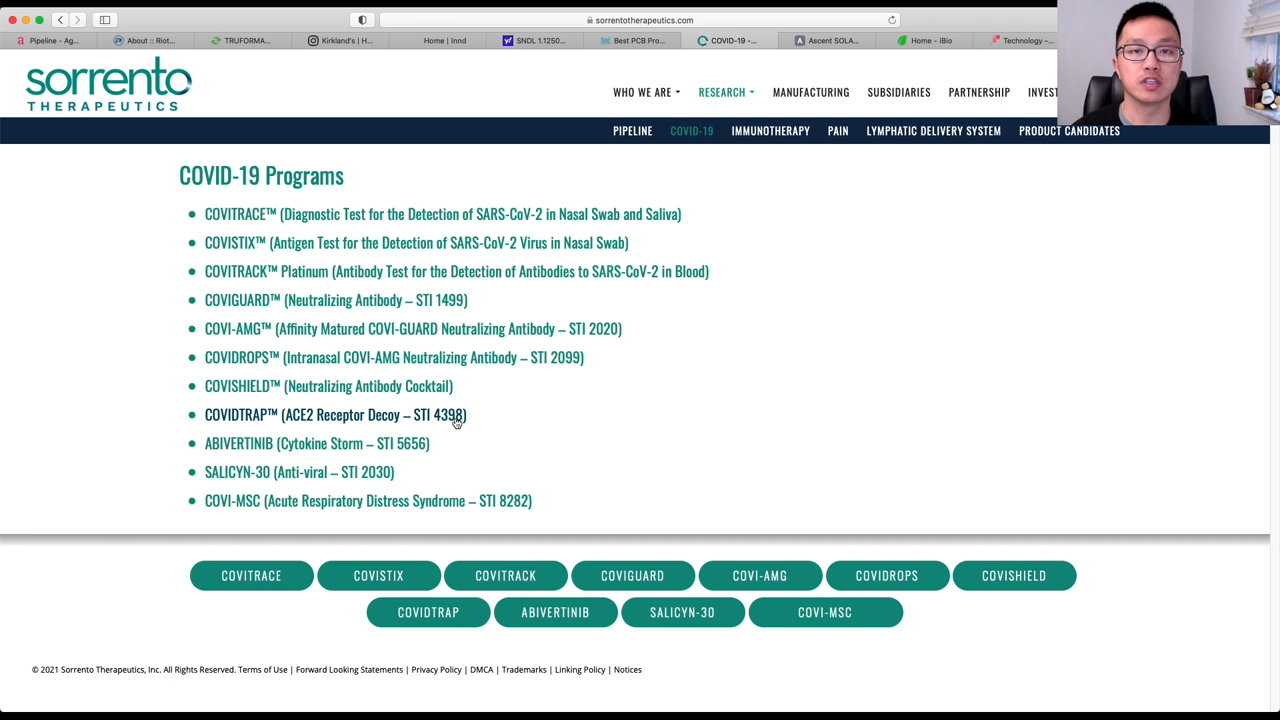 sorrentotherapeutics.com
Pipeline - Ag...
About :: Riot...
TRUFORMA...
Kirkland's | H...
Home | Innd
SNDL 1.1250...
Best PCB Pro...
COVID-19 -...
Ascent SOLA...
Home - iBio
Technology –...
sorrento
THERAPEUTICS
WHO WE ARE
RESEARCH
MANUFACTURING
SUBSIDIARIES
PARTNERSHIP
INVEST
PIPELINE
COVID-19
IMMUNOTHERAPY
PAIN
LYMPHATIC DELIVERY SYSTEM
PRODUCT CANDIDATES
COVID-19 Programs
COVITRACE™ (Diagnostic Test for the Detection of SARS-CoV-2 in Nasal Swab and Saliva)
COVISTIX™ (Antigen Test for the Detection of SARS-CoV-2 Virus in Nasal Swab)
COVITRACK™ Platinum (Antibody Test for the Detection of Antibodies to SARS-CoV-2 in Blood)
COVIGUARD™ (Neutralizing Antibody – STI 1499)
COVI-AMG™ (Affinity Matured COVI-GUARD Neutralizing Antibody – STI 2020)
COVIDROPS™ (Intranasal COVI-AMG Neutralizing Antibody – STI 2099)
COVISHIELD™ (Neutralizing Antibody Cocktail)
COVIDTRAP™ (ACE2 Receptor Decoy – STI 4398)
ABIVERTINIB (Cytokine Storm – STI 5656)
SALICYN-30 (Anti-viral – STI 2030)
COVI-MSC (Acute Respiratory Distress Syndrome – STI 8282)
COVITRACE
COVISTIX
COVITRACK
COVIGUARD
COVI-AMG
COVIDROPS
COVISHIELD
COVIDTRAP
ABIVERTINIB
SALICYN-30
COVI-MSC
© 2021 Sorrento Therapeutics, Inc. All Rights Reserved. Terms of Use | Forward Looking Statements | Privacy Policy | DMCA | Trademarks | Linking Policy | Notices